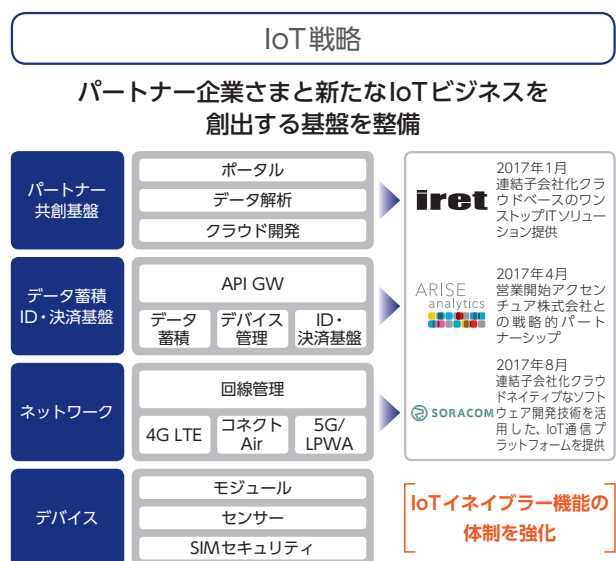 IoT戦略
パートナー企業さまと新たなIoTビジネスを
創出する基盤を整備
パートナー
共創基盤
ポータル
データ解析
クラウド開発
iret
2017年1月
連結子会社化クラ
ウドベースのワン
ストップITソリュー
ション提供
データ蓄積
ID・決済基盤
API GW
データ
蓄積
デバイス
管理
ID・
決済基盤
ARISE
analytics
2017年4月
営業開始アクセン
チュア株式会社と
の戦略的パート
ナーシップ
ネットワーク
回線管理
4G LTE
コネクト
Air
5G/
LPWA
SORACOM
2017年8月
連結子会社化クラウ
ドネイティブなソフト
ウェア開発技術を活
用した、IoT通信プ
ラットフォームを提供
デバイス
モジュール
センサー
SIMセキュリティ
IoTイネイブラー機能の
体制を強化